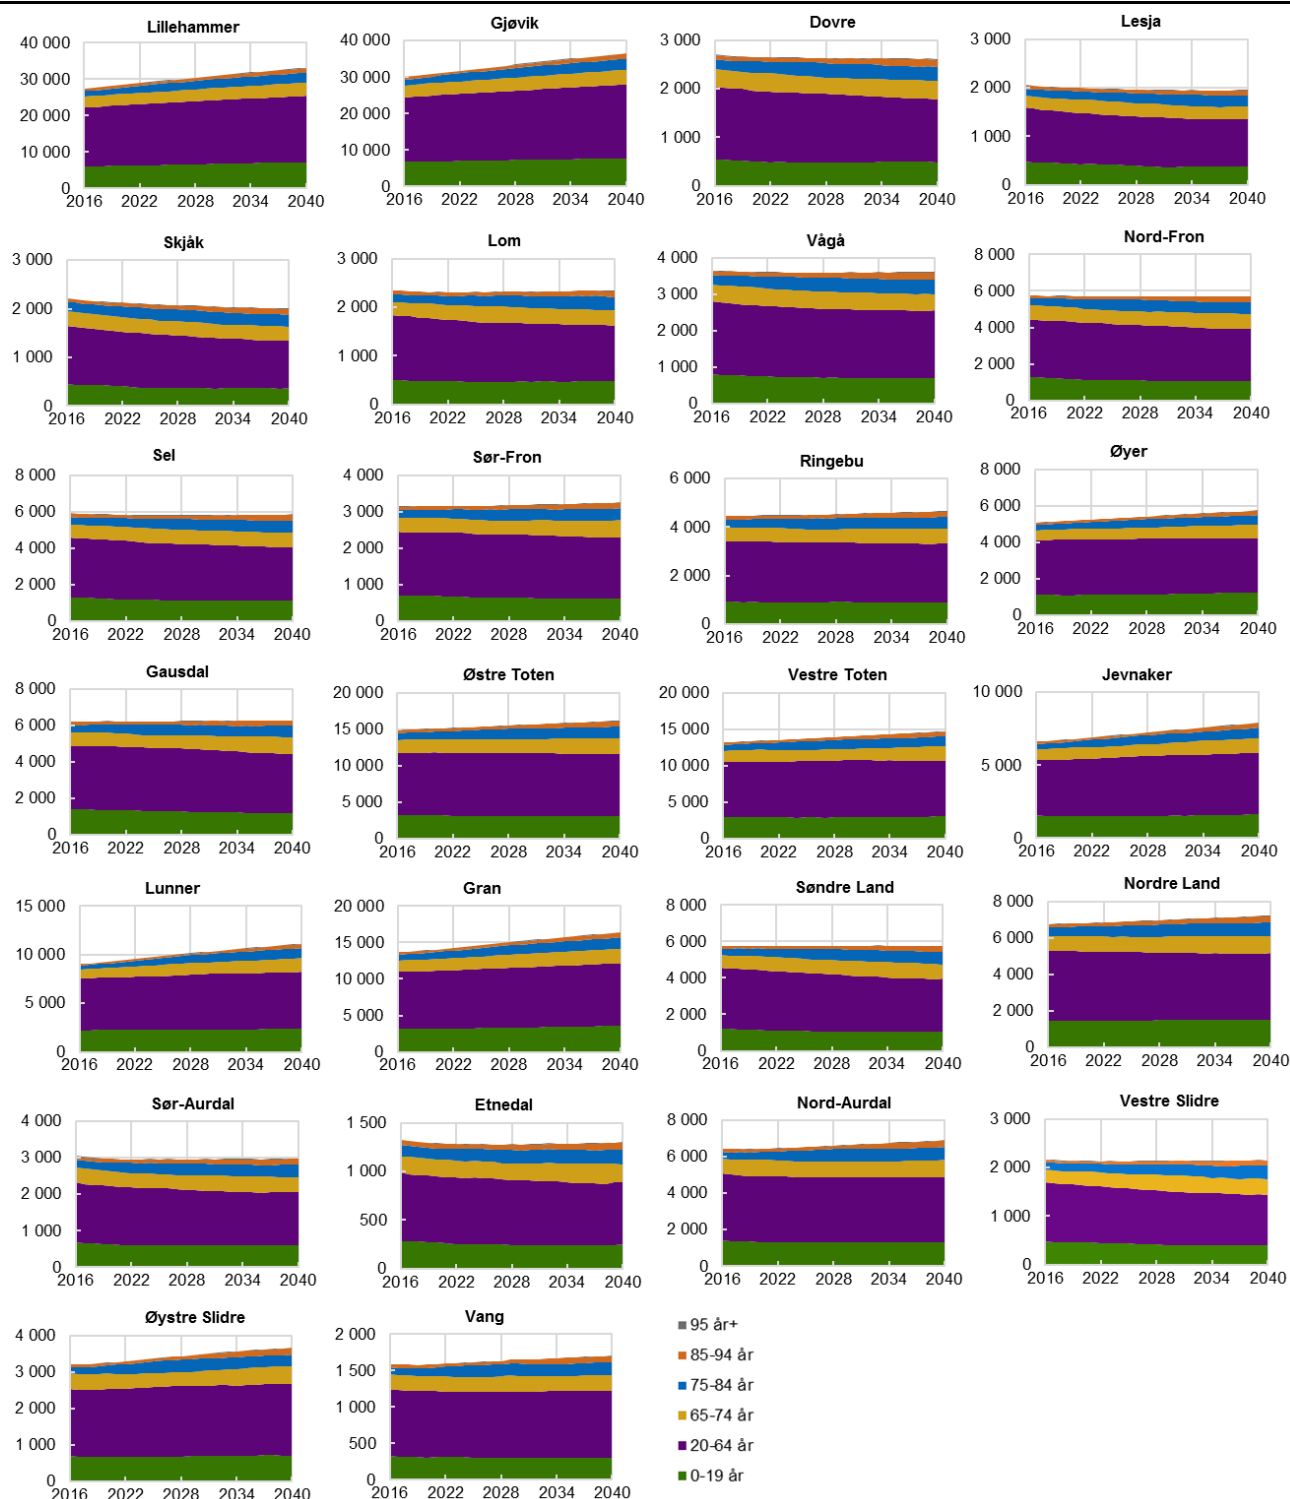 Lillehammer
40 000
30 000
20 000
10 000
0
2016 2022 2028 2034 2040
Gjøvik
40 000
30 000
20 000
10 000
0
2016 2022 2028 2034 2040
Dovre
3 000
2 000
1 000
0
2016 2022 2028 2034 2040
Lesja
3 000
2 000
1 000
0
2016 2022 2028 2034 2040
Skjåk
3 000
2 000
1 000
0
2016 2022 2028 2034 2040
Lom
3 000
2 000
1 000
0
2016 2022 2028 2034 2040
Vågå
4 000
3 000
2 000
1 000
0
2016 2022 2028 2034 2040
Nord-Fron
8 000
6 000
4 000
2 000
0
2016 2022 2028 2034 2040
Sel
8 000
6 000
4 000
2 000
0
2016 2022 2028 2034 2040
Sør-Fron
4 000
3 000
2 000
1 000
0
2016 2022 2028 2034 2040
Ringebu
6 000
4 000
2 000
0
2016 2022 2028 2034 2040
Øyer
8 000
6 000
4 000
2 000
0
2016 2022 2028 2034 2040
Gausdal
8 000
6 000
4 000
2 000
0
2016 2022 2028 2034 2040
Østre Toten
20 000
15 000
10 000
5 000
0
2016 2022 2028 2034 2040
Vestre Toten
20 000
15 000
10 000
5 000
0
2016 2022 2028 2034 2040
Jevnaker
10 000
5 000
0
2016 2022 2028 2034 2040
Lunner
15 000
10 000
5 000
0
2016 2022 2028 2034 2040
Gran
20 000
15 000
10 000
5 000
0
2016 2022 2028 2034 2040
Søndre Land
8 000
6 000
4 000
2 000
0
2016 2022 2028 2034 2040
Nordre Land
8 000
6 000
4 000
2 000
0
2016 2022 2028 2034 2040
Sør-Aurdal
4 000
3 000
2 000
1 000
0
2016 2022 2028 2034 2040
Etnedal
1 500
1 000
500
0
2016 2022 2028 2034 2040
Nord-Aurdal
8 000
6 000
4 000
2 000
0
2016 2022 2028 2034 2040
Vestre Slidre
3 000
2 000
1 000
0
2016 2022 2028 2034 2040
Øystre Slidre
4 000
3 000
2 000
1 000
0
2016 2022 2028 2034 2040
Vang
2 000
1 500
1 000
500
0
2016 2022 2028 2034 2040
95 år+
85-94 år
75-84 år
65-74 år
20-64 år
0-19 år